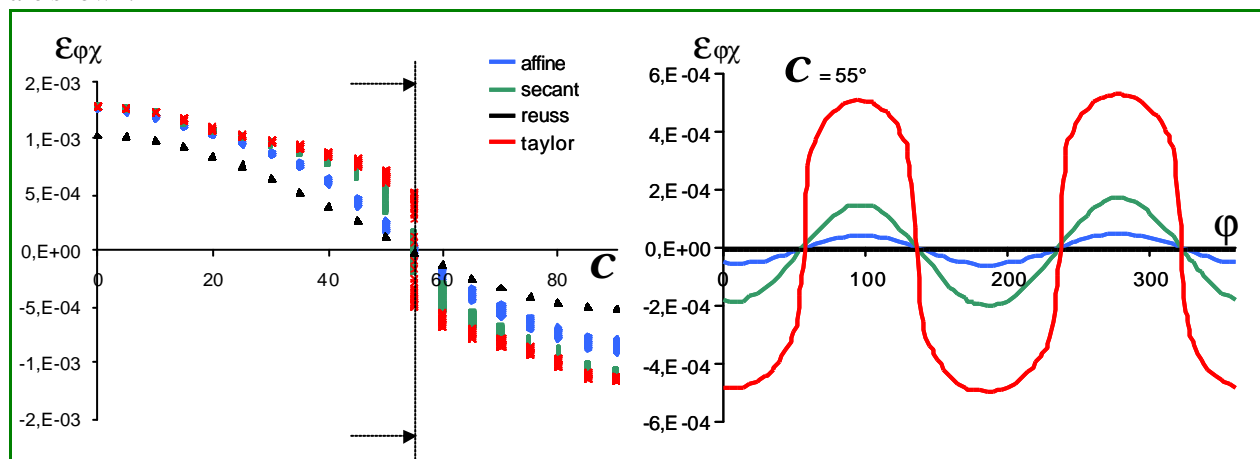 εφχ
2,E-03
1,E-03
5,E-04
0,E+00
-5,E-04
-1,E-03
-2,E-03
0 20 40 60 80
C
affine
secant
reuss
taylor
εφχ
C = 55°
6,E-04
4,E-04
2,E-04
0,E+00
-2,E-04
-4,E-04
-6,E-04
0 100 200 300
φ